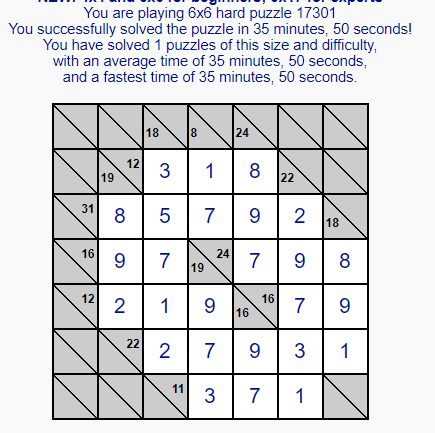 You are playing 6x6 hard puzzle 17301
You successfully solved the puzzle in 35 minutes, 50 seconds!
You have solved 1 puzzles of this size and difficulty,
with an average time of 35 minutes, 50 seconds,
and a fastest time of 35 minutes, 50 seconds.
18 8 24
19 12 3 1 8 22
31 8 5 7 9 2 18
16 9 7 19 24 7 9 8
12 2 1 9 16 16 7 9
22 2 7 9 3 1
11 3 7 1